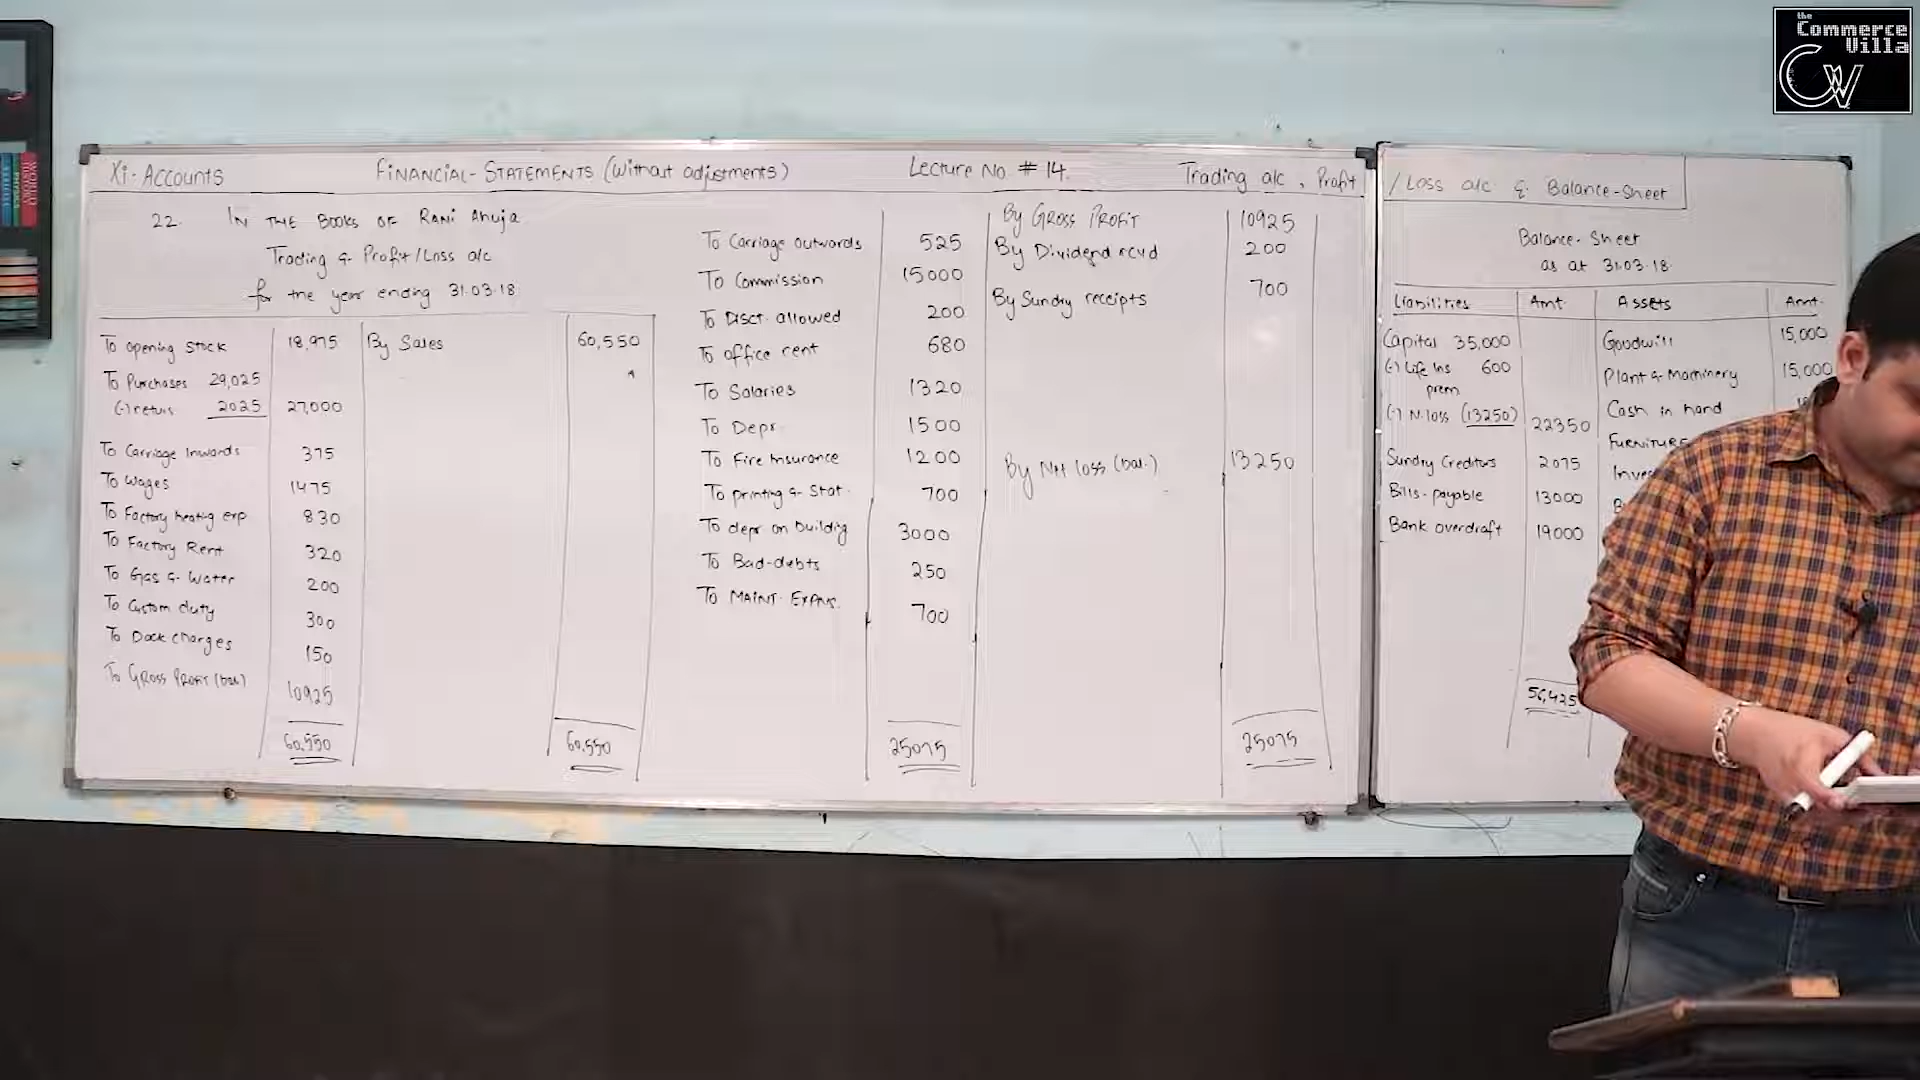 the
Commerce
Villa
CV
Xi-Accounts
FINANCIAL-STATEMENTS (without adjustments)
Lecture No. # 14.
Trading a/c, Profit
/Loss a/c & Balance-Sheet
22. IN THE BOOKS OF RANI Ahuja
Trading & Profit/Loss a/c
for the year ending 31.03.18
To opening stock 18,975 By Sales 60,550
To Purchases 29,025
(-) returs 2025 27,000
To Carriage Inwards 375
To Wages 1475
To Factory heating exp 830
To Factory Rent 320
To Gas & Water 200
To Custom duty 300
To Dock charges 150
To GROSS PROFIT (bal) 10925
60,550 60,550
By GROSS PROFIT 10925
To Carriage outwards 525 By Dividend rcvd 200
To Commission 15000 By Sundry receipts 700
To Disct. allowed 200
To office rent 680
To Salaries 1320
To Depr. 1500
To Fire Insurance 1200 By Net loss (bal.) 13250
To printing & Stat. 700
To depr on building 3000
To Bad-debts 250
To MAINT. EXPNS. 700
25075 25075
Balance-Sheet
as at 31.03.18
Liabilities Amt. Assets Amt.
Capital 35,000 Goodwill 15,000
(-) Life Ins 600 Plant & Machinery 15,000
prem
Cash in hand
(-) N.loss (13250) 22350
FURNITURE
Sundry Creditors 2075
Bills-payable 13000
Bank overdraft 19000
56,425